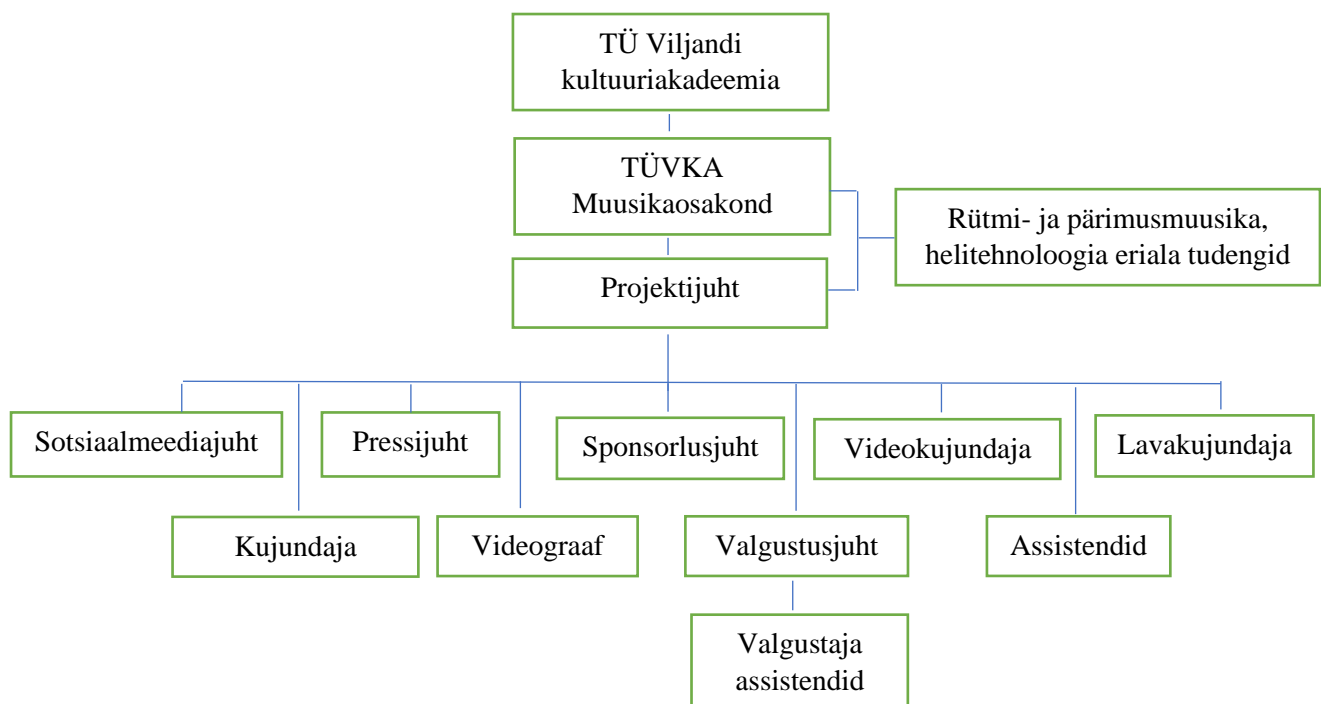 TÜ Viljandi
kultuuriakadeemia
TÜVKA
Muusikaosakond
Rütmi- ja pärimusmuusika,
helitehnoloogia eriala tudengid
Projektijuht
Sotsiaalmeediajuht
Pressijuht
Sponsorlusjuht
Videokujundaja
Lavakujundaja
Kujundaja
Videograaf
Valgustusjuht
Assistendid
Valgustaja
assistendid